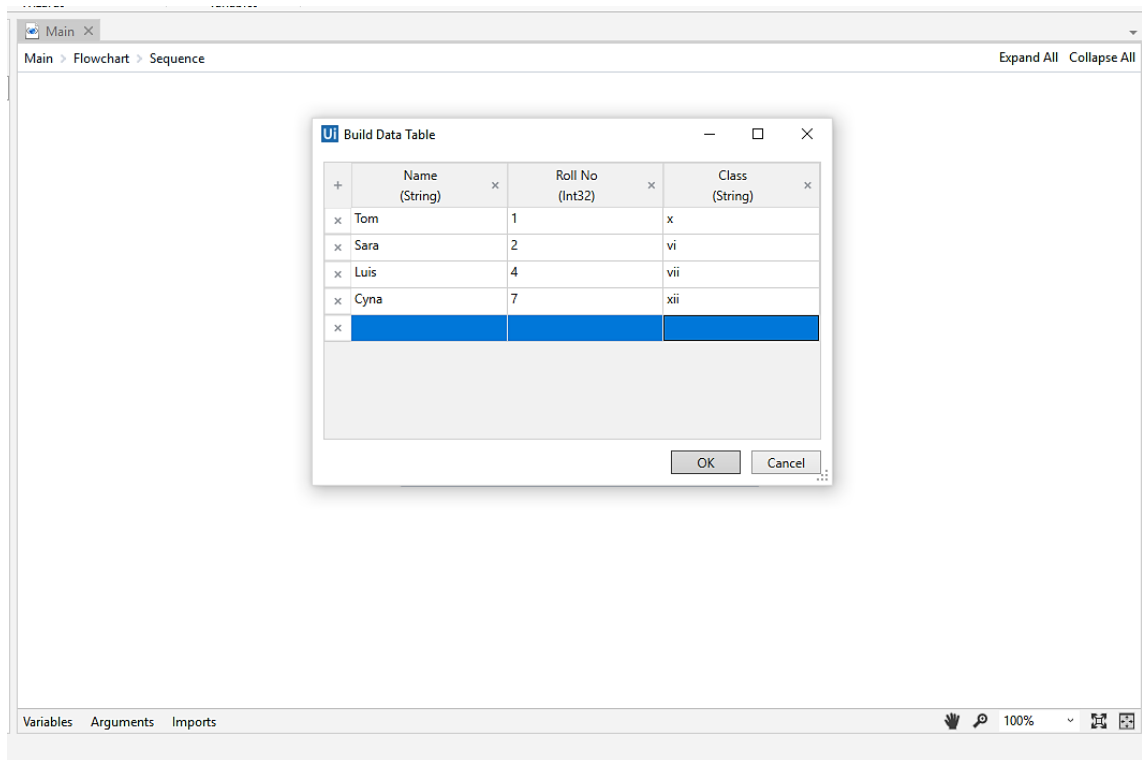 Main
Main > Flowchart > Sequence Expand All Collapse All
Ui Build Data Table
Name Roll No Class
(String) (Int32) (String)
Tom 1 x
Sara 2 vi
Luis 4 vii
Cyna 7 xii
OK Cancel
Variables Arguments Imports 100%